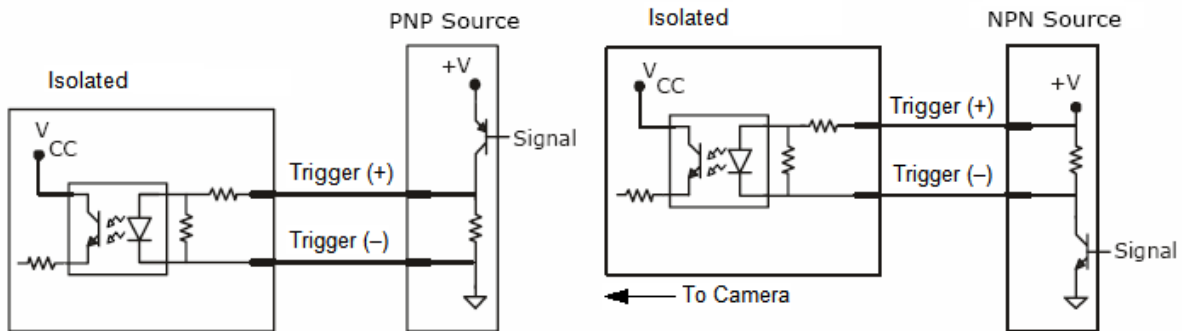 PNP Source
Isolated
+V
V
CC
Signal
Trigger (+)
Trigger (–)
Isolated
NPN Source
V
CC
+V
Trigger (+)
Trigger (–)
Signal
To Camera